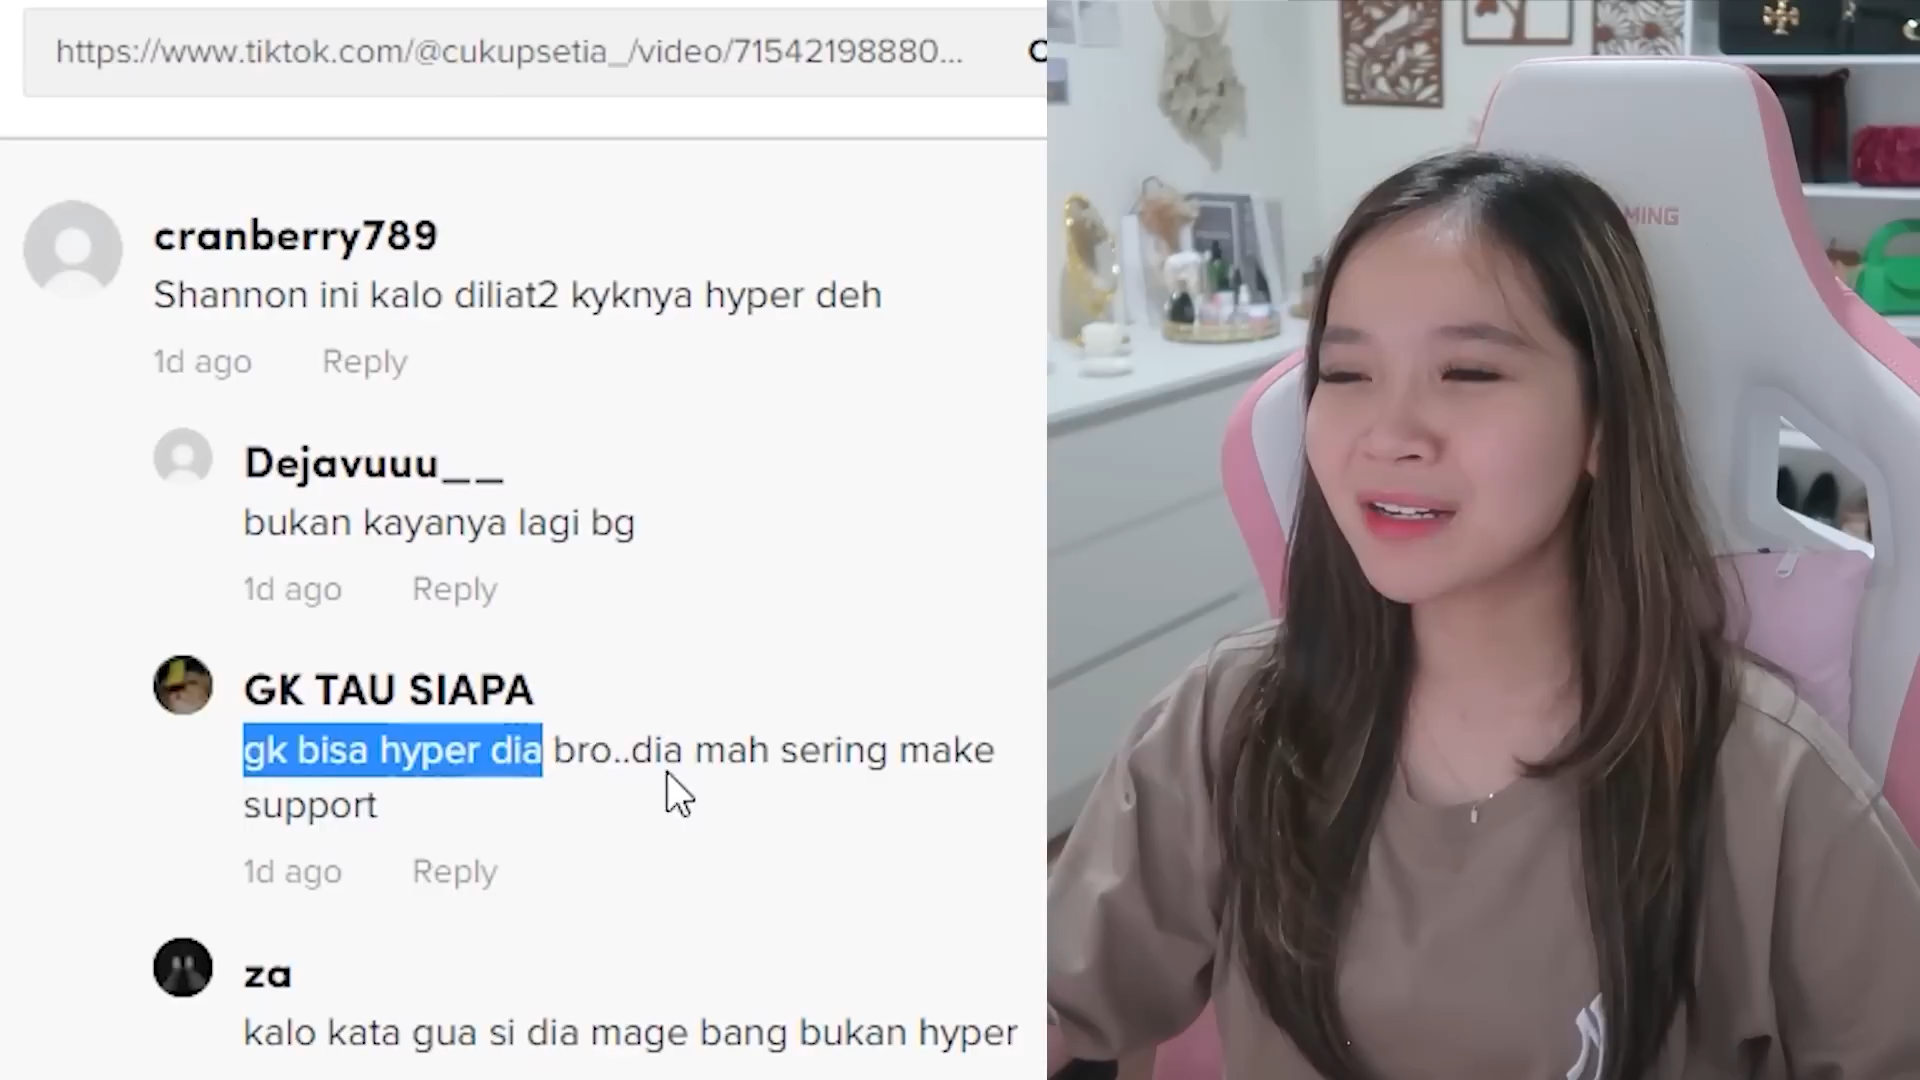 https://www.tiktok.com/@cukupsetia_/video/71542198880...
cranberry789
Shannon ini kalo diliat2 kyknya hyper deh
1d ago Reply
Dejavuuu__
bukan kayanya lagi bg
1d ago Reply
GK TAU SIAPA
gk bisa hyper dia bro..dia mah sering make
support
1d ago Reply
za
kalo kata gua si dia mage bang bukan hyper
MING